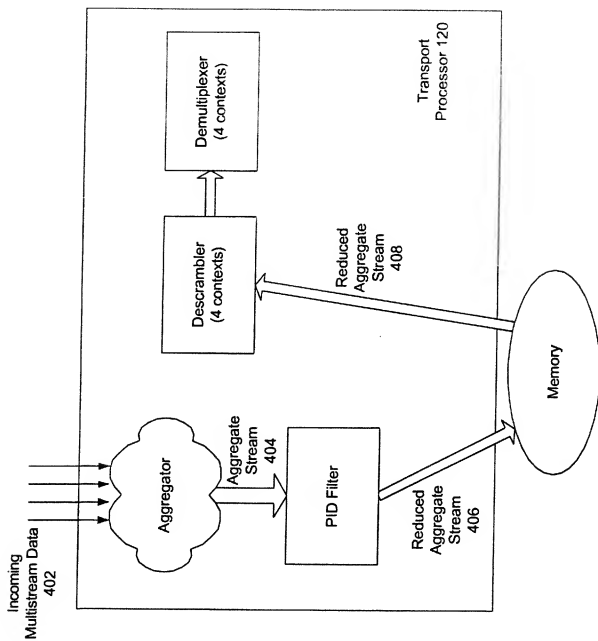 Incoming
Multistream Data
402
Aggregator
Aggregate
Stream
404
PID Filter
Reduced
Aggregate
Stream
406
Memory
Reduced
Aggregate
Stream
408
Descrambler
(4 contexts)
Demultiplexer
(4 contexts)
Transport
Processor 120